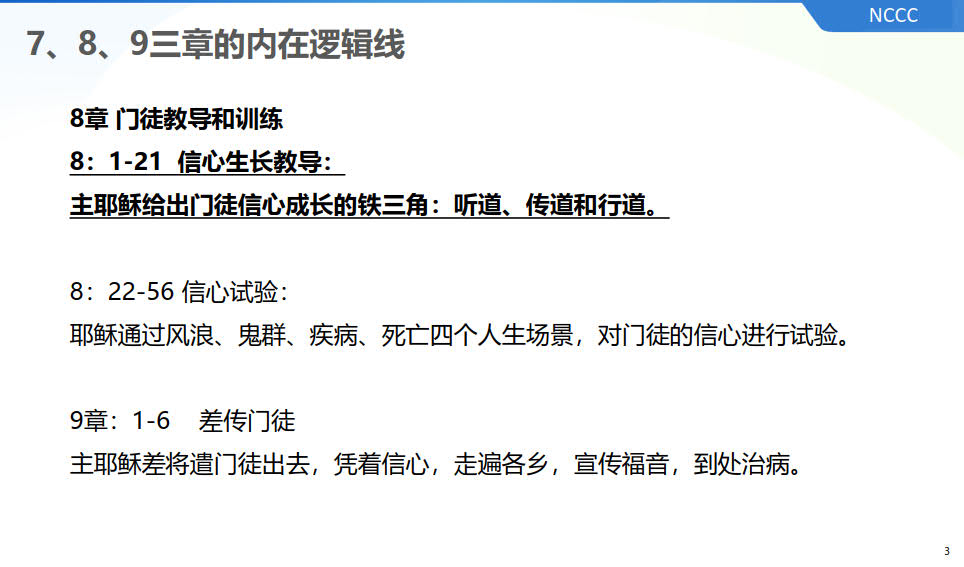 NCCC
7、8、9三章的内在逻辑线
8章 门徒教导和训练
8：1-21 信心生长教导：
主耶稣给出门徒信心成长的铁三角：听道、传道和行道。
8：22-56 信心试验：
耶稣通过风浪、鬼群、疾病、死亡四个人生场景，对门徒的信心进行试验。
9章：1-6 差传门徒
主耶稣差将遣门徒出去，凭着信心，走遍各乡，宣传福音，到处治病。
3